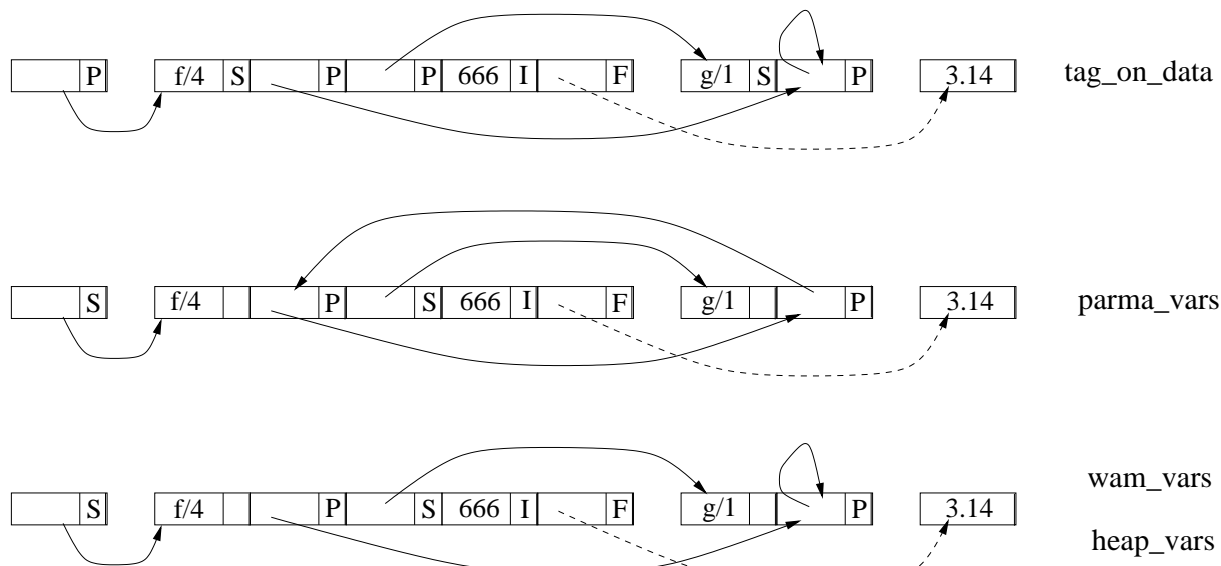 P f/4 S P P 666 I F g/1 S P 3.14 tag_on_data
S f/4 P S 666 I F g/1 P 3.14 parma_vars
wam_vars
S f/4 P S 666 I F g/1 P 3.14
heap_vars